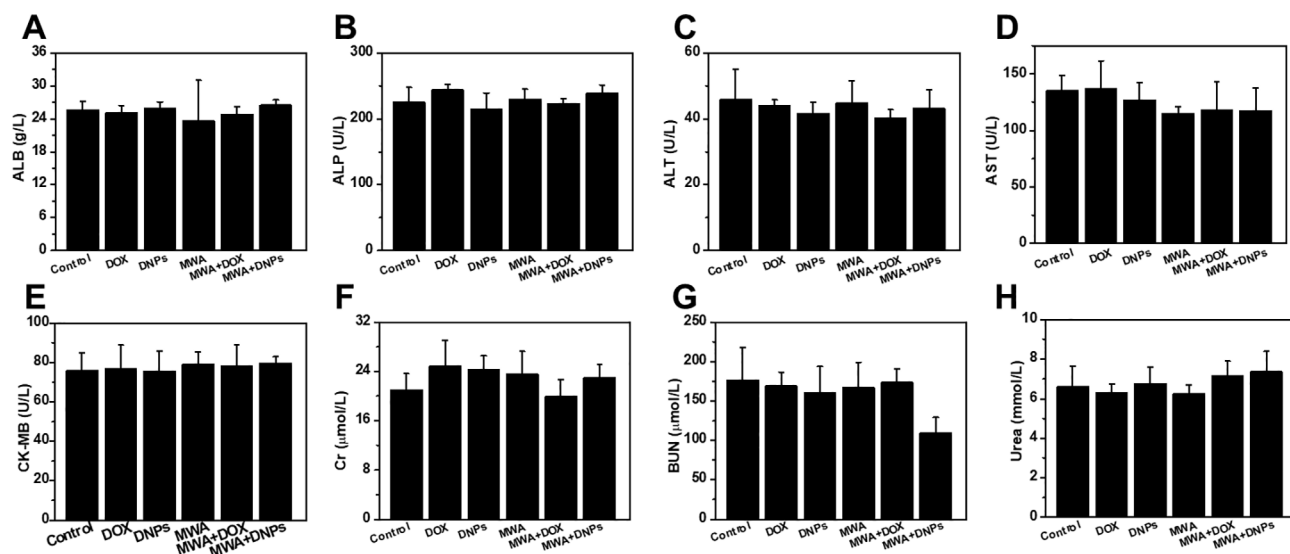 A
ALB (g/L)
36
30
24
18
12
6
0
Control
DOX
DNPs
MWA
MWA+DOX
MWA+DNPs
B
ALP (U/L)
300
200
100
0
Control
DOX
DNPs
MWA
MWA+DOX
MWA+DNPs
C
ALT (U/L)
60
40
20
0
Control
DOX
DNPs
MWA
MWA+DOX
MWA+DNPs
D
AST (U/L)
150
100
50
0
Control
DOX
DNPs
MWA
MWA+DOX
MWA+DNPs
E
CK-MB (U/L)
100
80
60
40
20
0
Control
DOX
DNPs
MWA
MWA+DOX
MWA+DNPs
F
Cr (μmol/L)
32
24
16
8
0
Control
DOX
DNPs
MWA
MWA+DOX
MWA+DNPs
G
BUN (μmol/L)
250
200
150
100
50
0
Control
DOX
DNPs
MWA
MWA+DOX
MWA+DNPs
H
Urea (mmol/L)
10
8
6
4
2
0
Control
DOX
DNPs
MWA
MWA+DOX
MWA+DNPs